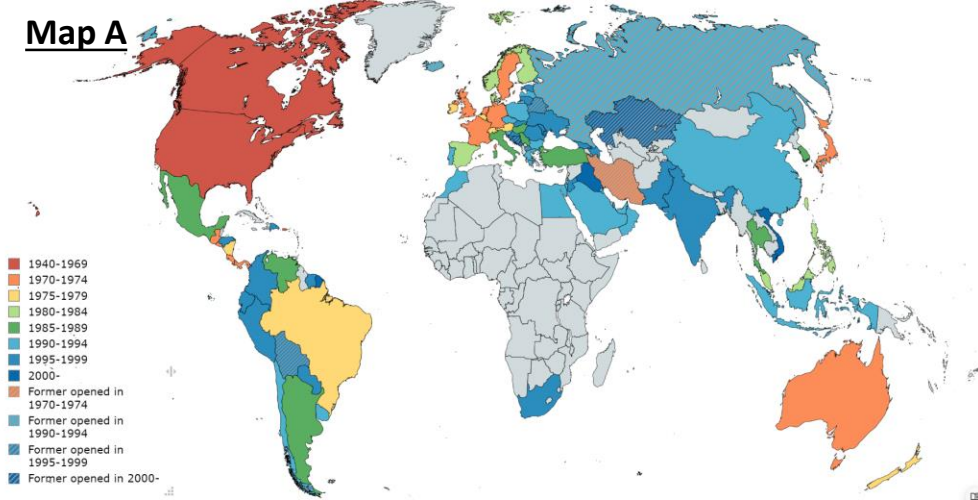 Map A
1940-1969
1970-1974
1975-1979
1980-1984
1985-1989
1990-1994
1995-1999
2000-
Former opened in
1970-1974
Former opened in
1990-1994
Former opened in
1995-1999
Former opened in 2000-